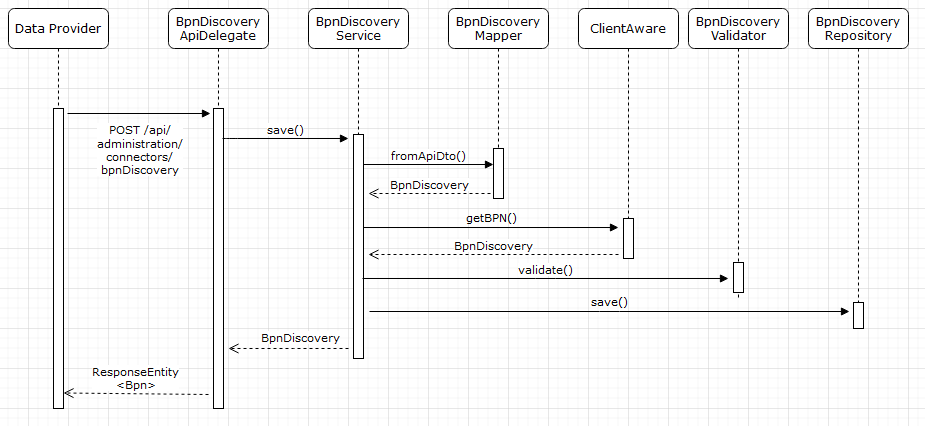 Data Provider
BpnDiscovery
ApiDelegate
BpnDiscovery
Service
BpnDiscovery
Mapper
ClientAware
BpnDiscovery
Validator
BpnDiscovery
Repository
POST /api/
administration/
connectors/
bpnDiscovery
save()
fromApiDto()
BpnDiscovery
getBPN()
BpnDiscovery
validate()
save()
BpnDiscovery
ResponseEntity
<Bpn>